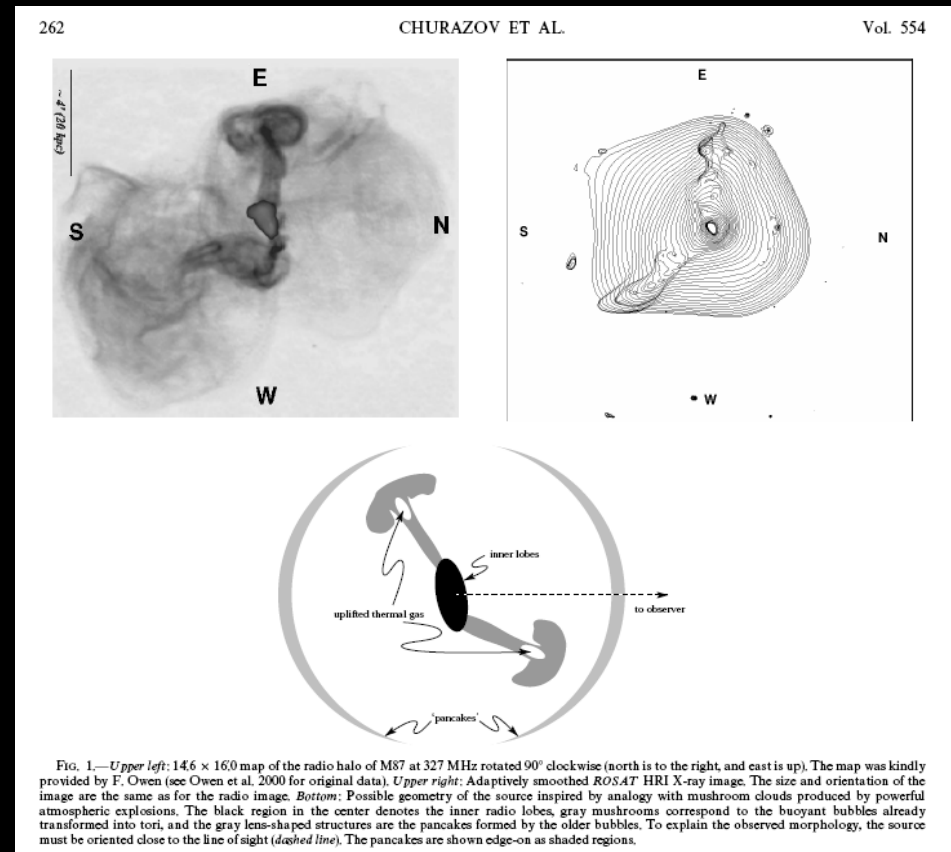 262
CHURAZOV ET AL.
Vol. 554
E
~ 4' (20 kpc)
S
N
W
E
S
N
W
inner lobes
to observer
uplifted thermal gas
'pancakes'
FIG. 1.—Upper left: 14.′6 × 16.′0 map of the radio halo of M87 at 327 MHz rotated 90° clockwise (north is to the right, and east is up). The map was kindly
provided by F. Owen (see Owen et al. 2000 for original data). Upper right: Adaptively smoothed ROSAT HRI X-ray image. The size and orientation of the
image are the same as for the radio image. Bottom: Possible geometry of the source inspired by analogy with mushroom clouds produced by powerful
atmospheric explosions. The black region in the center denotes the inner radio lobes, gray mushrooms correspond to the buoyant bubbles already
transformed into tori, and the gray lens-shaped structures are the pancakes formed by the older bubbles. To explain the observed morphology, the source
must be oriented close to the line of sight (dashed line). The pancakes are shown edge-on as shaded regions.